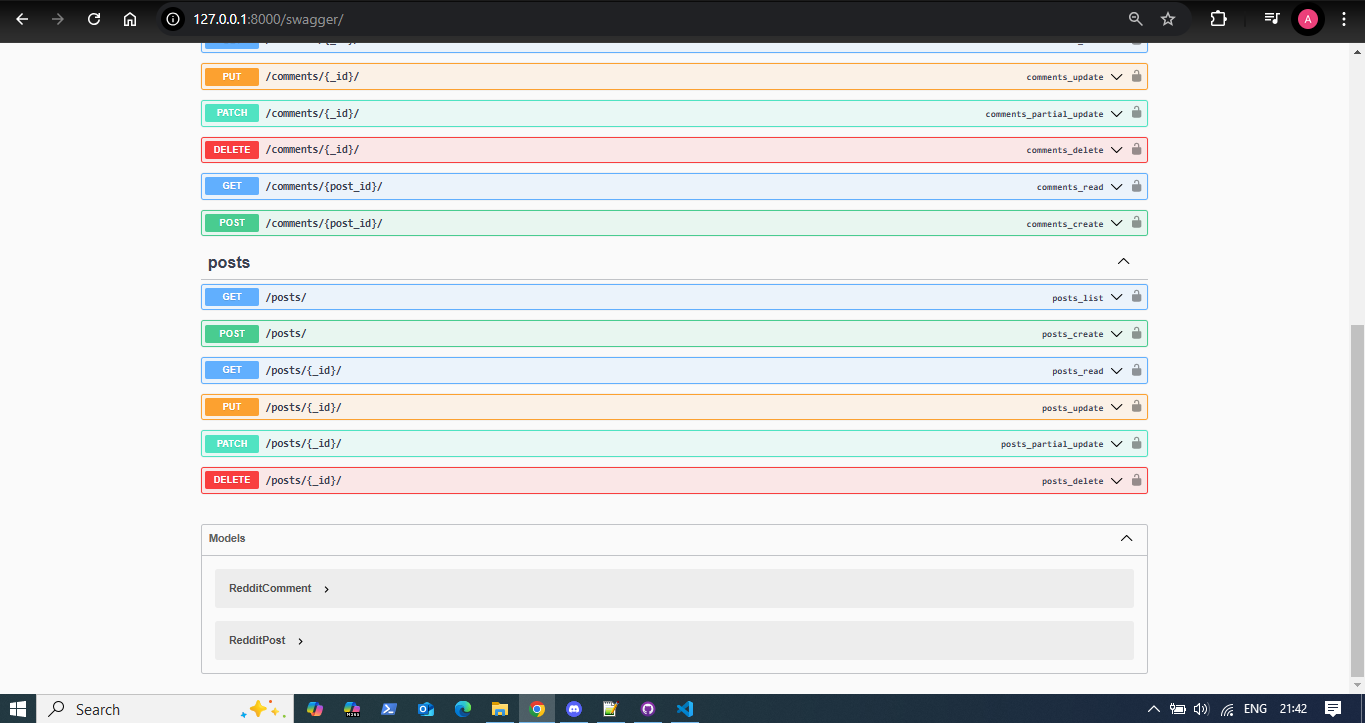 127.0.0.1:8000/swagger/
A
PUT /comments/{_id}/ comments_update
PATCH /comments/{_id}/ comments_partial_update
DELETE /comments/{_id}/ comments_delete
GET /comments/{post_id}/ comments_read
POST /comments/{post_id}/ comments_create
posts
GET /posts/ posts_list
POST /posts/ posts_create
GET /posts/{_id}/ posts_read
PUT /posts/{_id}/ posts_update
PATCH /posts/{_id}/ posts_partial_update
DELETE /posts/{_id}/ posts_delete
Models
RedditComment
RedditPost
Search ENG 21:42